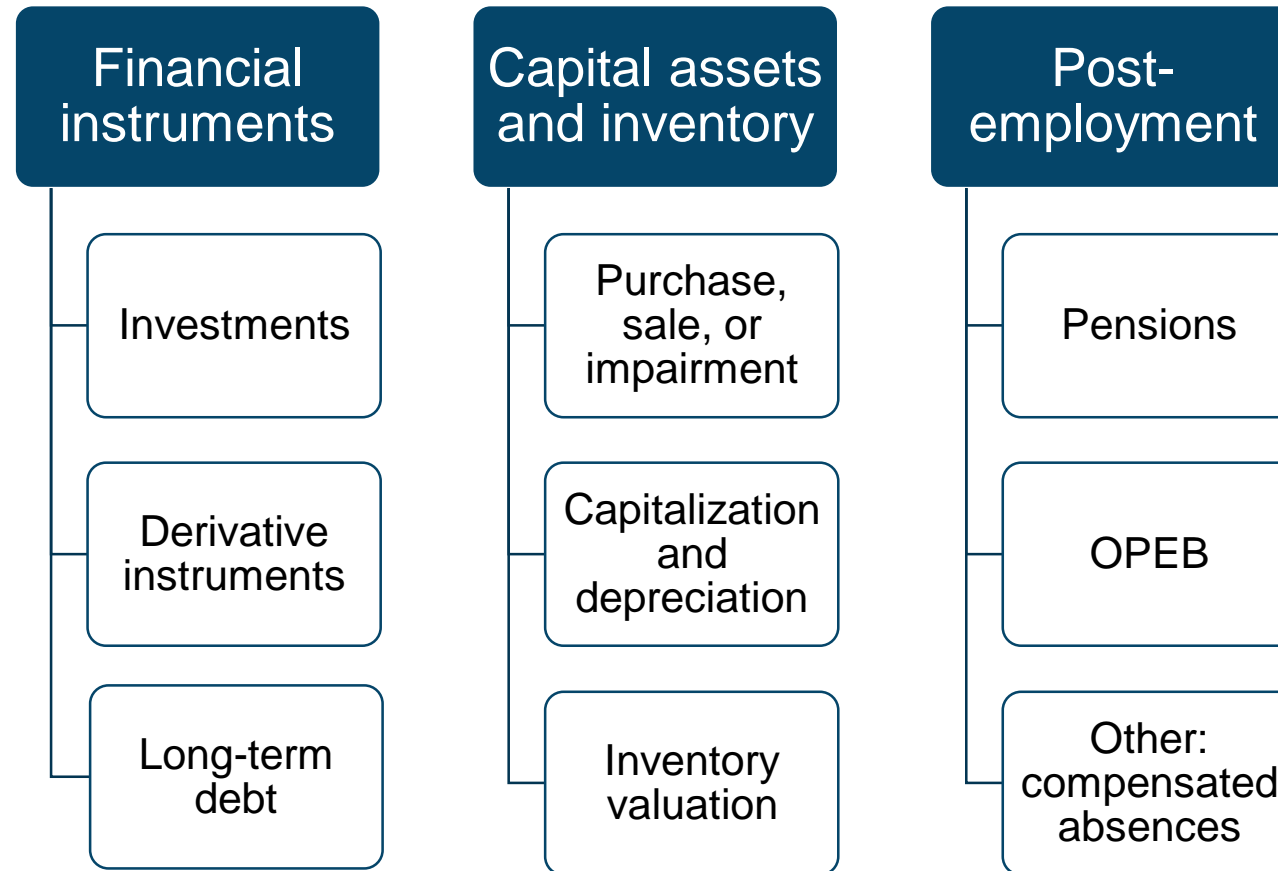 Financial
instruments
Investments
Derivative
instruments
Long-term
debt
Capital assets
and inventory
Purchase,
sale, or
impairment
Capitalization
and
depreciation
Inventory
valuation
Post-
employment
Pensions
OPEB
Other:
compensated
absences